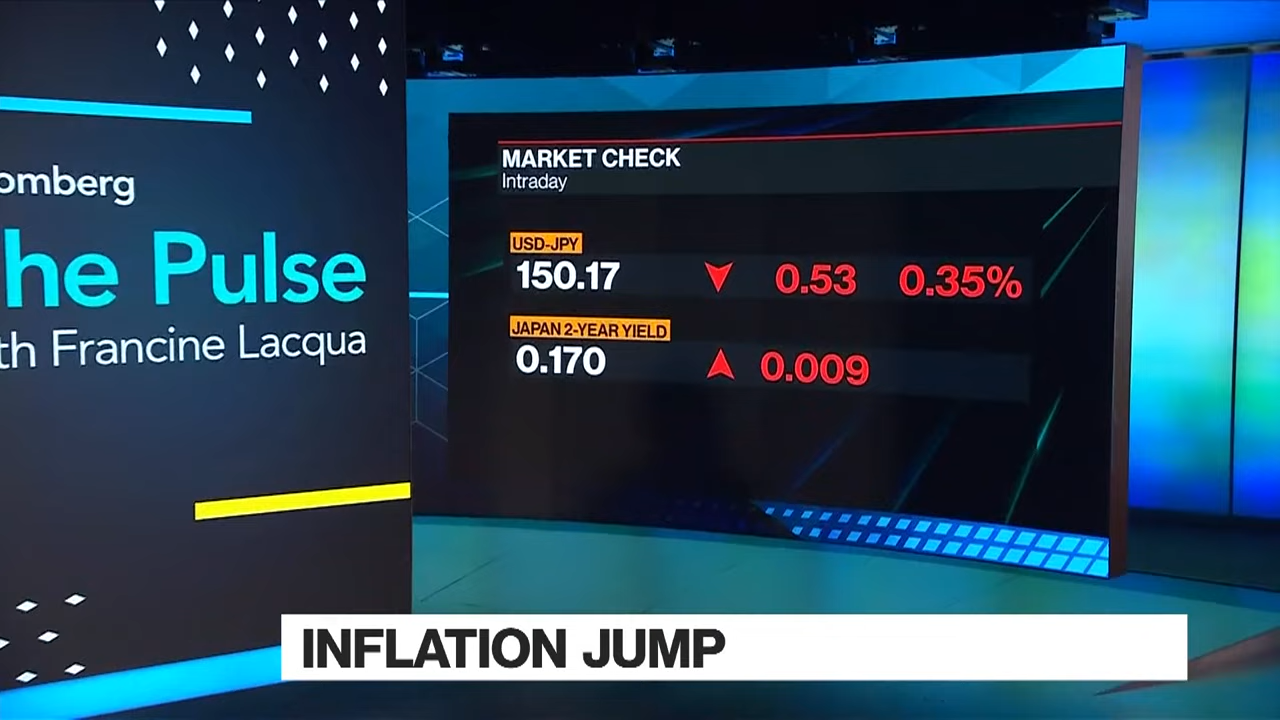 omberg
he Pulse
th Francine Lacqua
MARKET CHECK
Intraday
USD-JPY
150.17 0.53 0.35%
JAPAN 2-YEAR YIELD
0.170 0.009
INFLATION JUMP